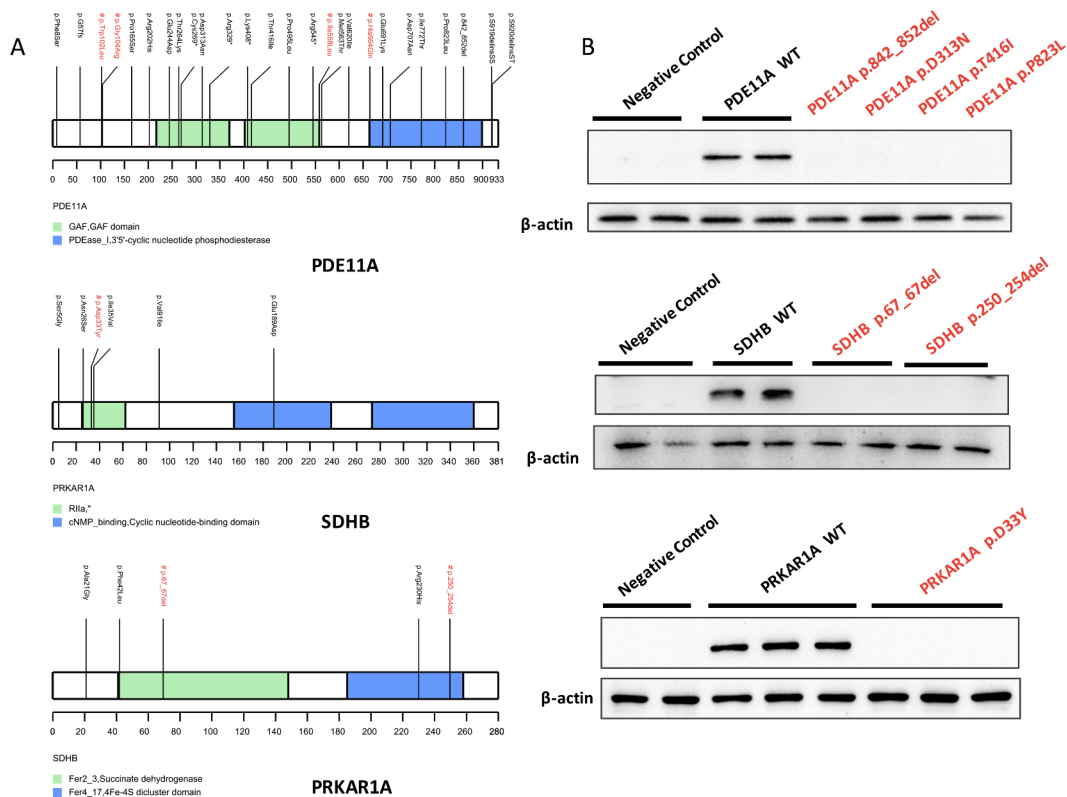 A
p.Phe8Ser
p.G57fs
# p.Trp102Leu
# p.Gly104Arg
p.Pro165Ser
p.Arg202His
p.Glu244Asp
p.Thr264Lys
p.Cys269*
p.Asp313Asn
p.Arg329*
p.Lys408*
p.Thr416Ile
p.Pro495Leu
p.Arg545*
# p.Ile558Leu
p.Met563Thr
p.Val620Ile
# p.His664Gln
p.Glu691Lys
p.Asp707Asn
p.Ile772Thr
p.Pro823Leu
p.842_852del
p.S919delinsSS
p.S920delinsST
0 50 100 150 200 250 300 350 400 450 500 550 600 650 700 750 800 850 900 933
PDE11A
GAF,GAF domain
PDEase_I,3'5'-cyclic nucleotide phosphodiesterase
PDE11A
p.Ser5Gly
p.Asn26Ser
# p.Asp33Tyr
p.Ile35Val
p.Val91Ile
p.Glu189Asp
0 20 40 60 80 100 120 140 160 180 200 220 240 260 280 300 320 340 360 381
PRKAR1A
RIIa,"
cNMP_binding,Cyclic nucleotide-binding domain
SDHB
p.Ala21Gly
p.Phe42Leu
# p.67_67del
p.Arg230His
# p.250_254del
0 20 40 60 80 100 120 140 160 180 200 220 240 260 280
SDHB
Fer2_3,Succinate dehydrogenase
Fer4_17,4Fe-4S dicluster domain
PRKAR1A
B
Negative Control
PDE11A WT
PDE11A p.842_852del
PDE11A p.D313N
PDE11A p.T416I
PDE11A p.P823L
β-actin
Negative Control
SDHB WT
SDHB p.67_67del
SDHB p.250_254del
β-actin
Negative Control
PRKAR1A WT
PRKAR1A p.D33Y
β-actin